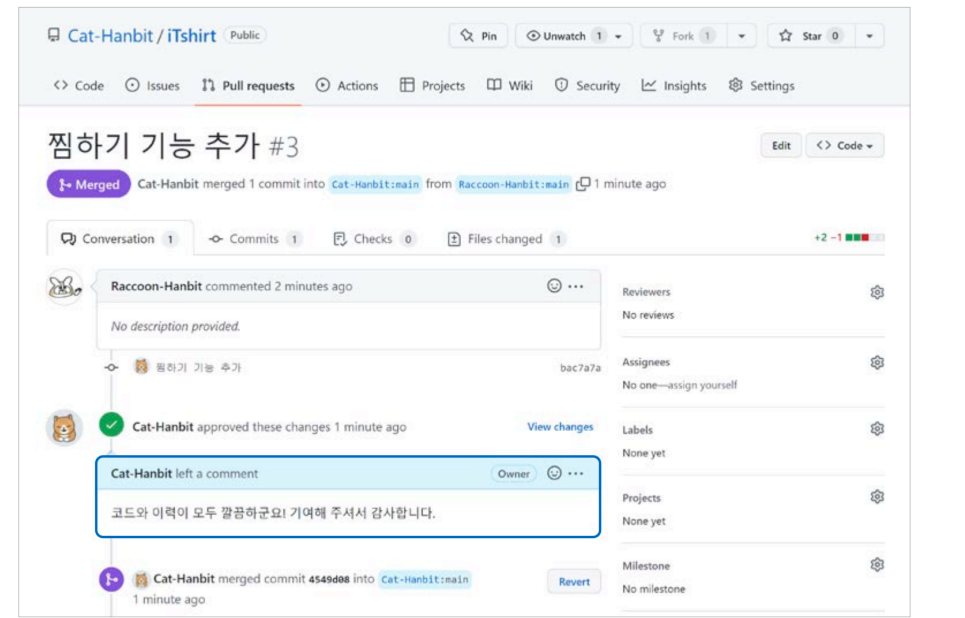 Cat-Hanbit / iTshirt Public
Pin
Unwatch 1
Fork 1
Star 0
Code
Issues
Pull requests
Actions
Projects
Wiki
Security
Insights
Settings
찜하기 기능 추가 #3
Edit
Code
Merged Cat-Hanbit merged 1 commit into Cat-Hanbit:main from Raccoon-Hanbit:main 1 minute ago
Conversation 1
Commits 1
Checks 0
Files changed 1
+2 −1
Raccoon-Hanbit commented 2 minutes ago
No description provided.
찜하기 기능 추가 bac7a7a
Cat-Hanbit approved these changes 1 minute ago View changes
Cat-Hanbit left a comment Owner
코드와 이력이 모두 깔끔하군요! 기여해 주셔서 감사합니다.
Cat-Hanbit merged commit 4549d08 into Cat-Hanbit:main
1 minute ago
Revert
Reviewers
No reviews
Assignees
No one—assign yourself
Labels
None yet
Projects
None yet
Milestone
No milestone